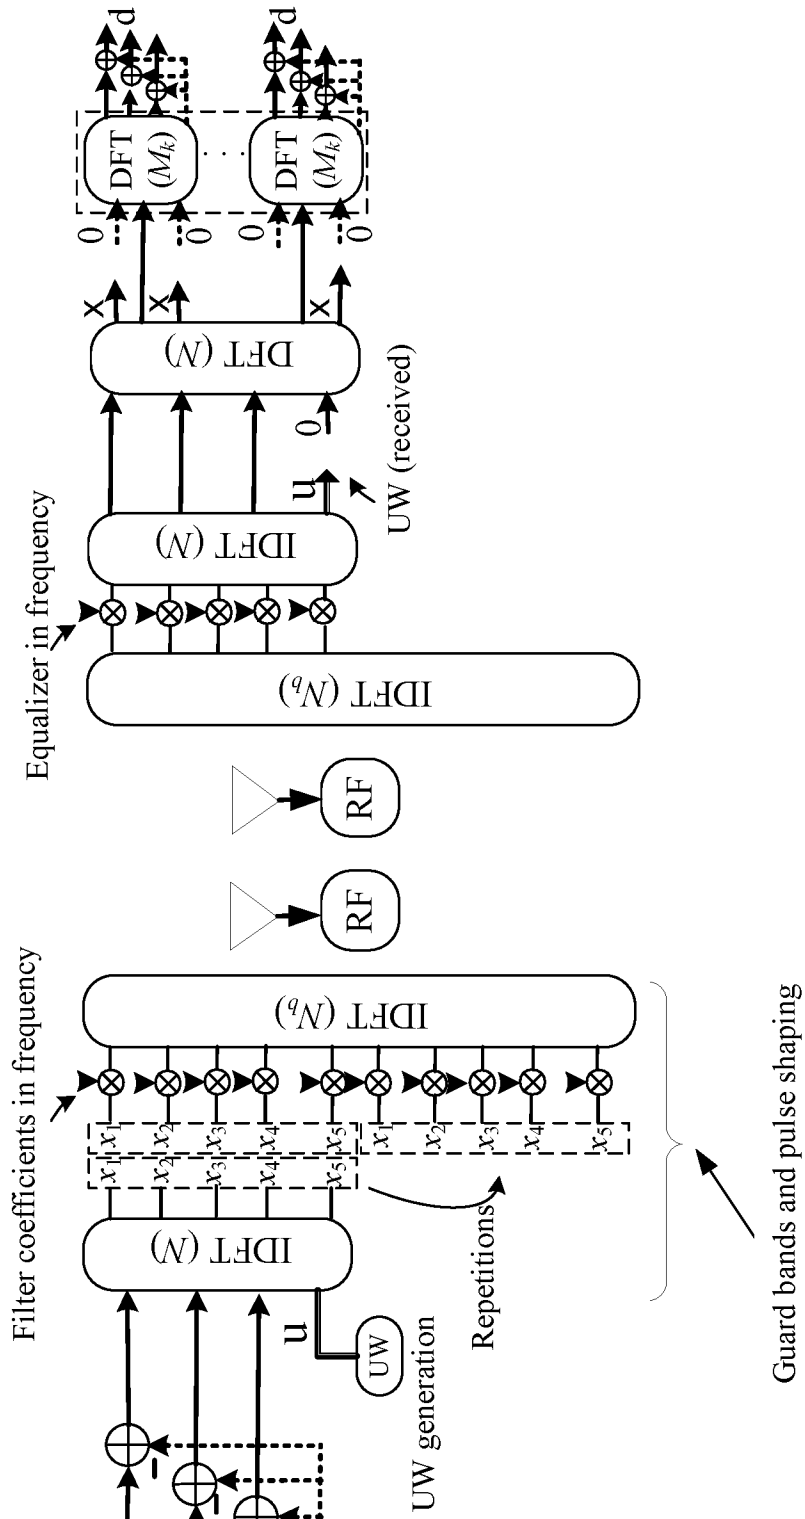 Filter coefficients in frequency
Equalizer in frequency
UW
UW generation
u
IDFT (N)
x1
x2
x3
x4
x5
x1
x2
x3
x4
x5
x1
x2
x3
x4
x5
Repetitions
IDFT (Nb)
Guard bands and pulse shaping
RF
RF
IDFT (Nb)
IDFT (N)
u
UW (received)
0
DFT (N)
x
x
x
0
0
0
0
DFT
(Mk)
. . .
. . .
DFT
(Mk)
d
d